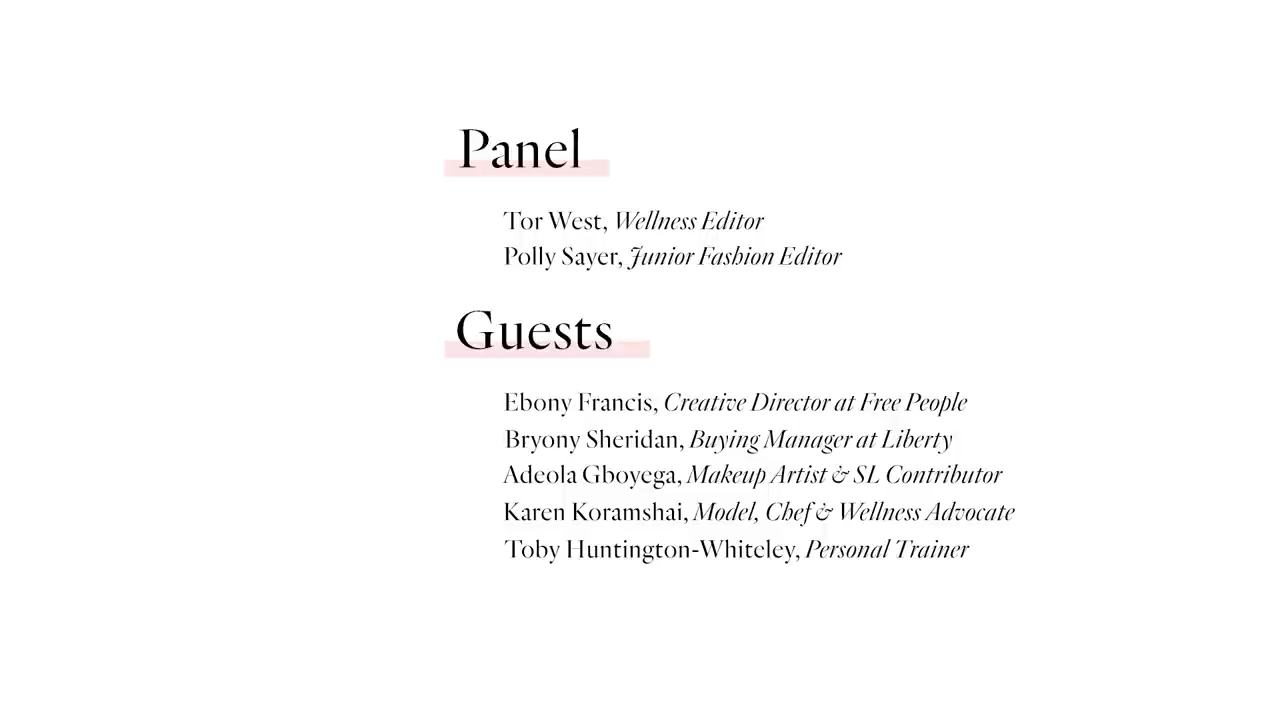 Panel
Tor West, Wellness Editor
Polly Sayer, Junior Fashion Editor
Guests
Ebony Francis, Creative Director at Free People
Bryony Sheridan, Buying Manager at Liberty
Adeola Gboyega, Makeup Artist & SL Contributor
Karen Koramshai, Model, Chef & Wellness Advocate
Toby Huntington-Whiteley, Personal Trainer